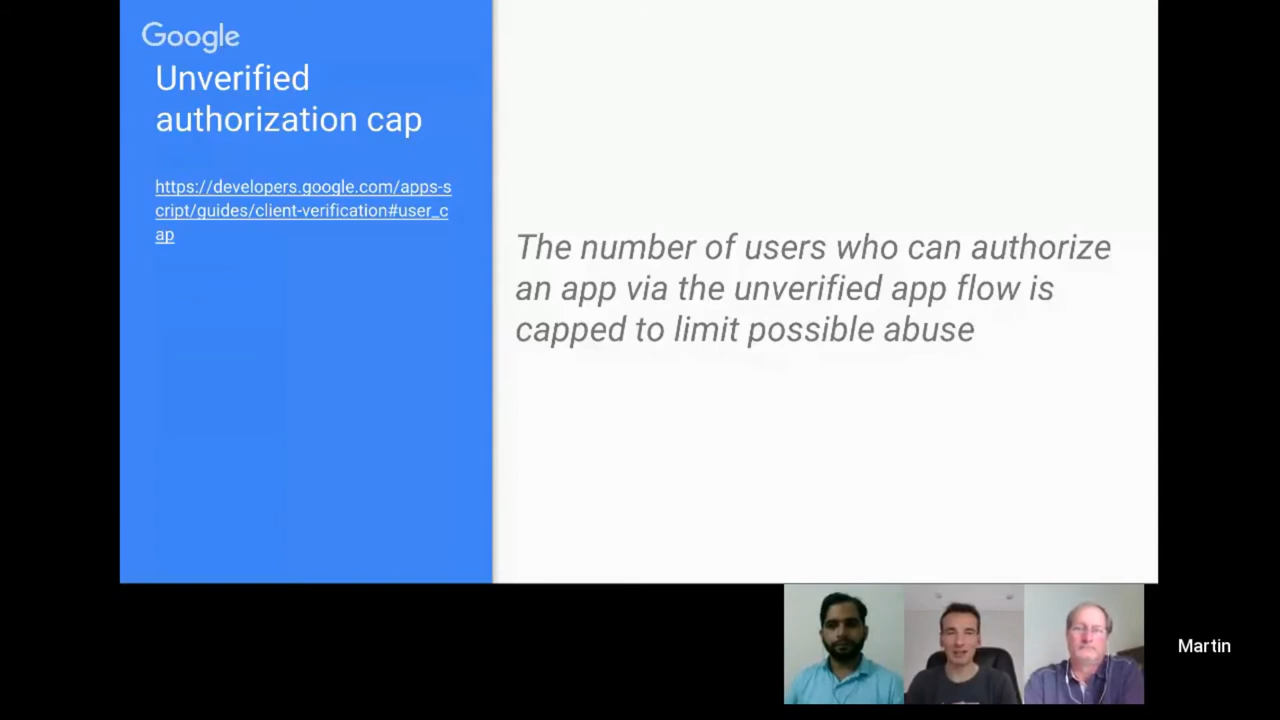 Google
Unverified
authorization cap
https://developers.google.com/apps-s
cript/guides/client-verification#user_c
ap
The number of users who can authorize
an app via the unverified app flow is
capped to limit possible abuse
Martin